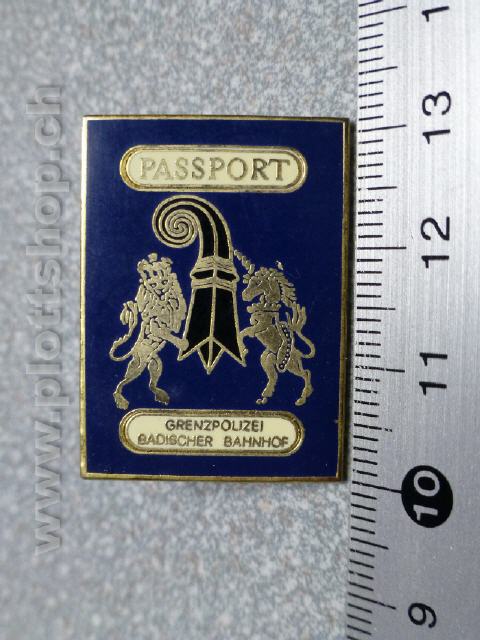 PASSPORT
GRENZPOLIZEI
BADISCHER BAHNHOF
www.plottshop.ch
13
12
11
10
9